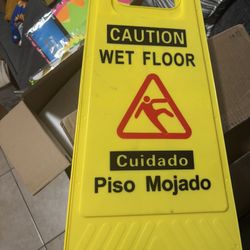 CAUTION
WET FLOOR
Cuidado
Piso Mojado